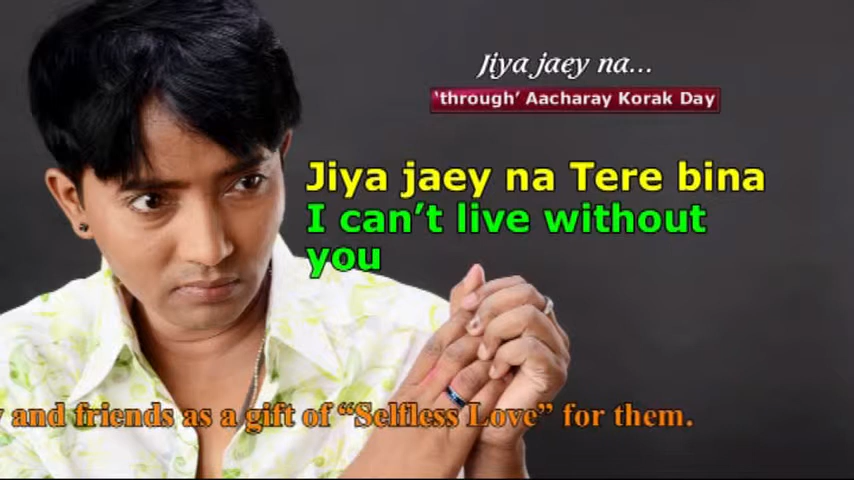 Jiya jaey na...
‘through’ Aacharay Korak Day
Jiya jaey na Tere bina
I can’t live without
you
and friends as a gift of “Selfless Love” for them.